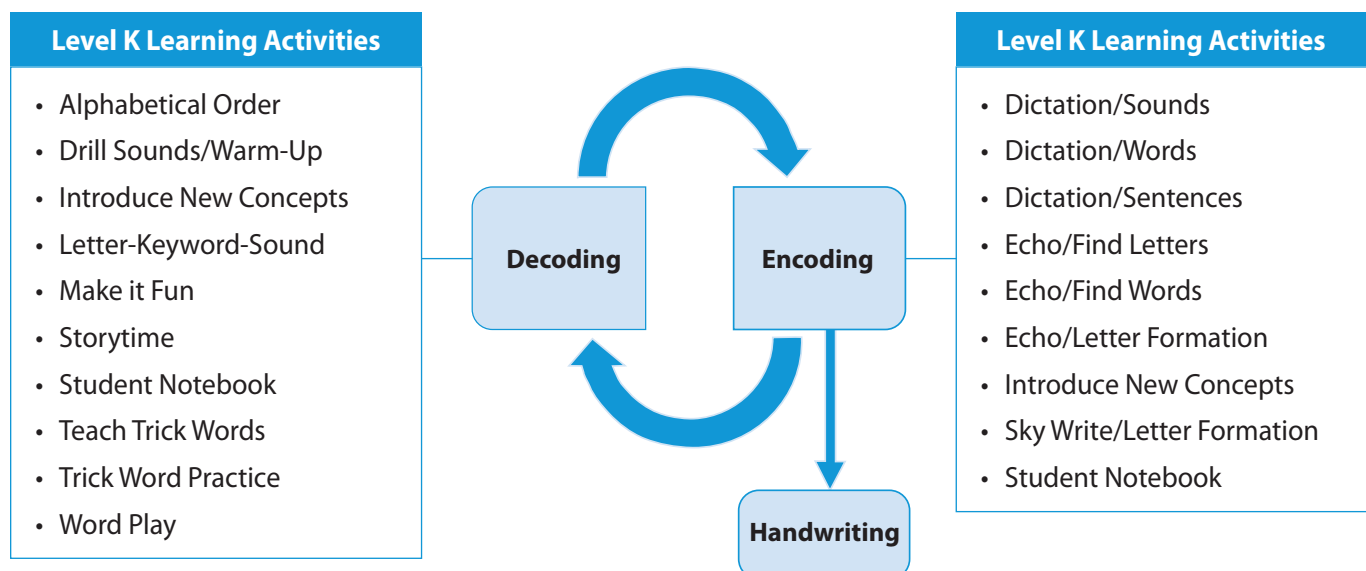 Level K Learning Activities
• Alphabetical Order
• Drill Sounds/Warm-Up
• Introduce New Concepts
• Letter-Keyword-Sound
• Make it Fun
• Storytime
• Student Notebook
• Teach Trick Words
• Trick Word Practice
• Word Play
Decoding
Encoding
Handwriting
Level K Learning Activities
• Dictation/Sounds
• Dictation/Words
• Dictation/Sentences
• Echo/Find Letters
• Echo/Find Words
• Echo/Letter Formation
• Introduce New Concepts
• Sky Write/Letter Formation
• Student Notebook